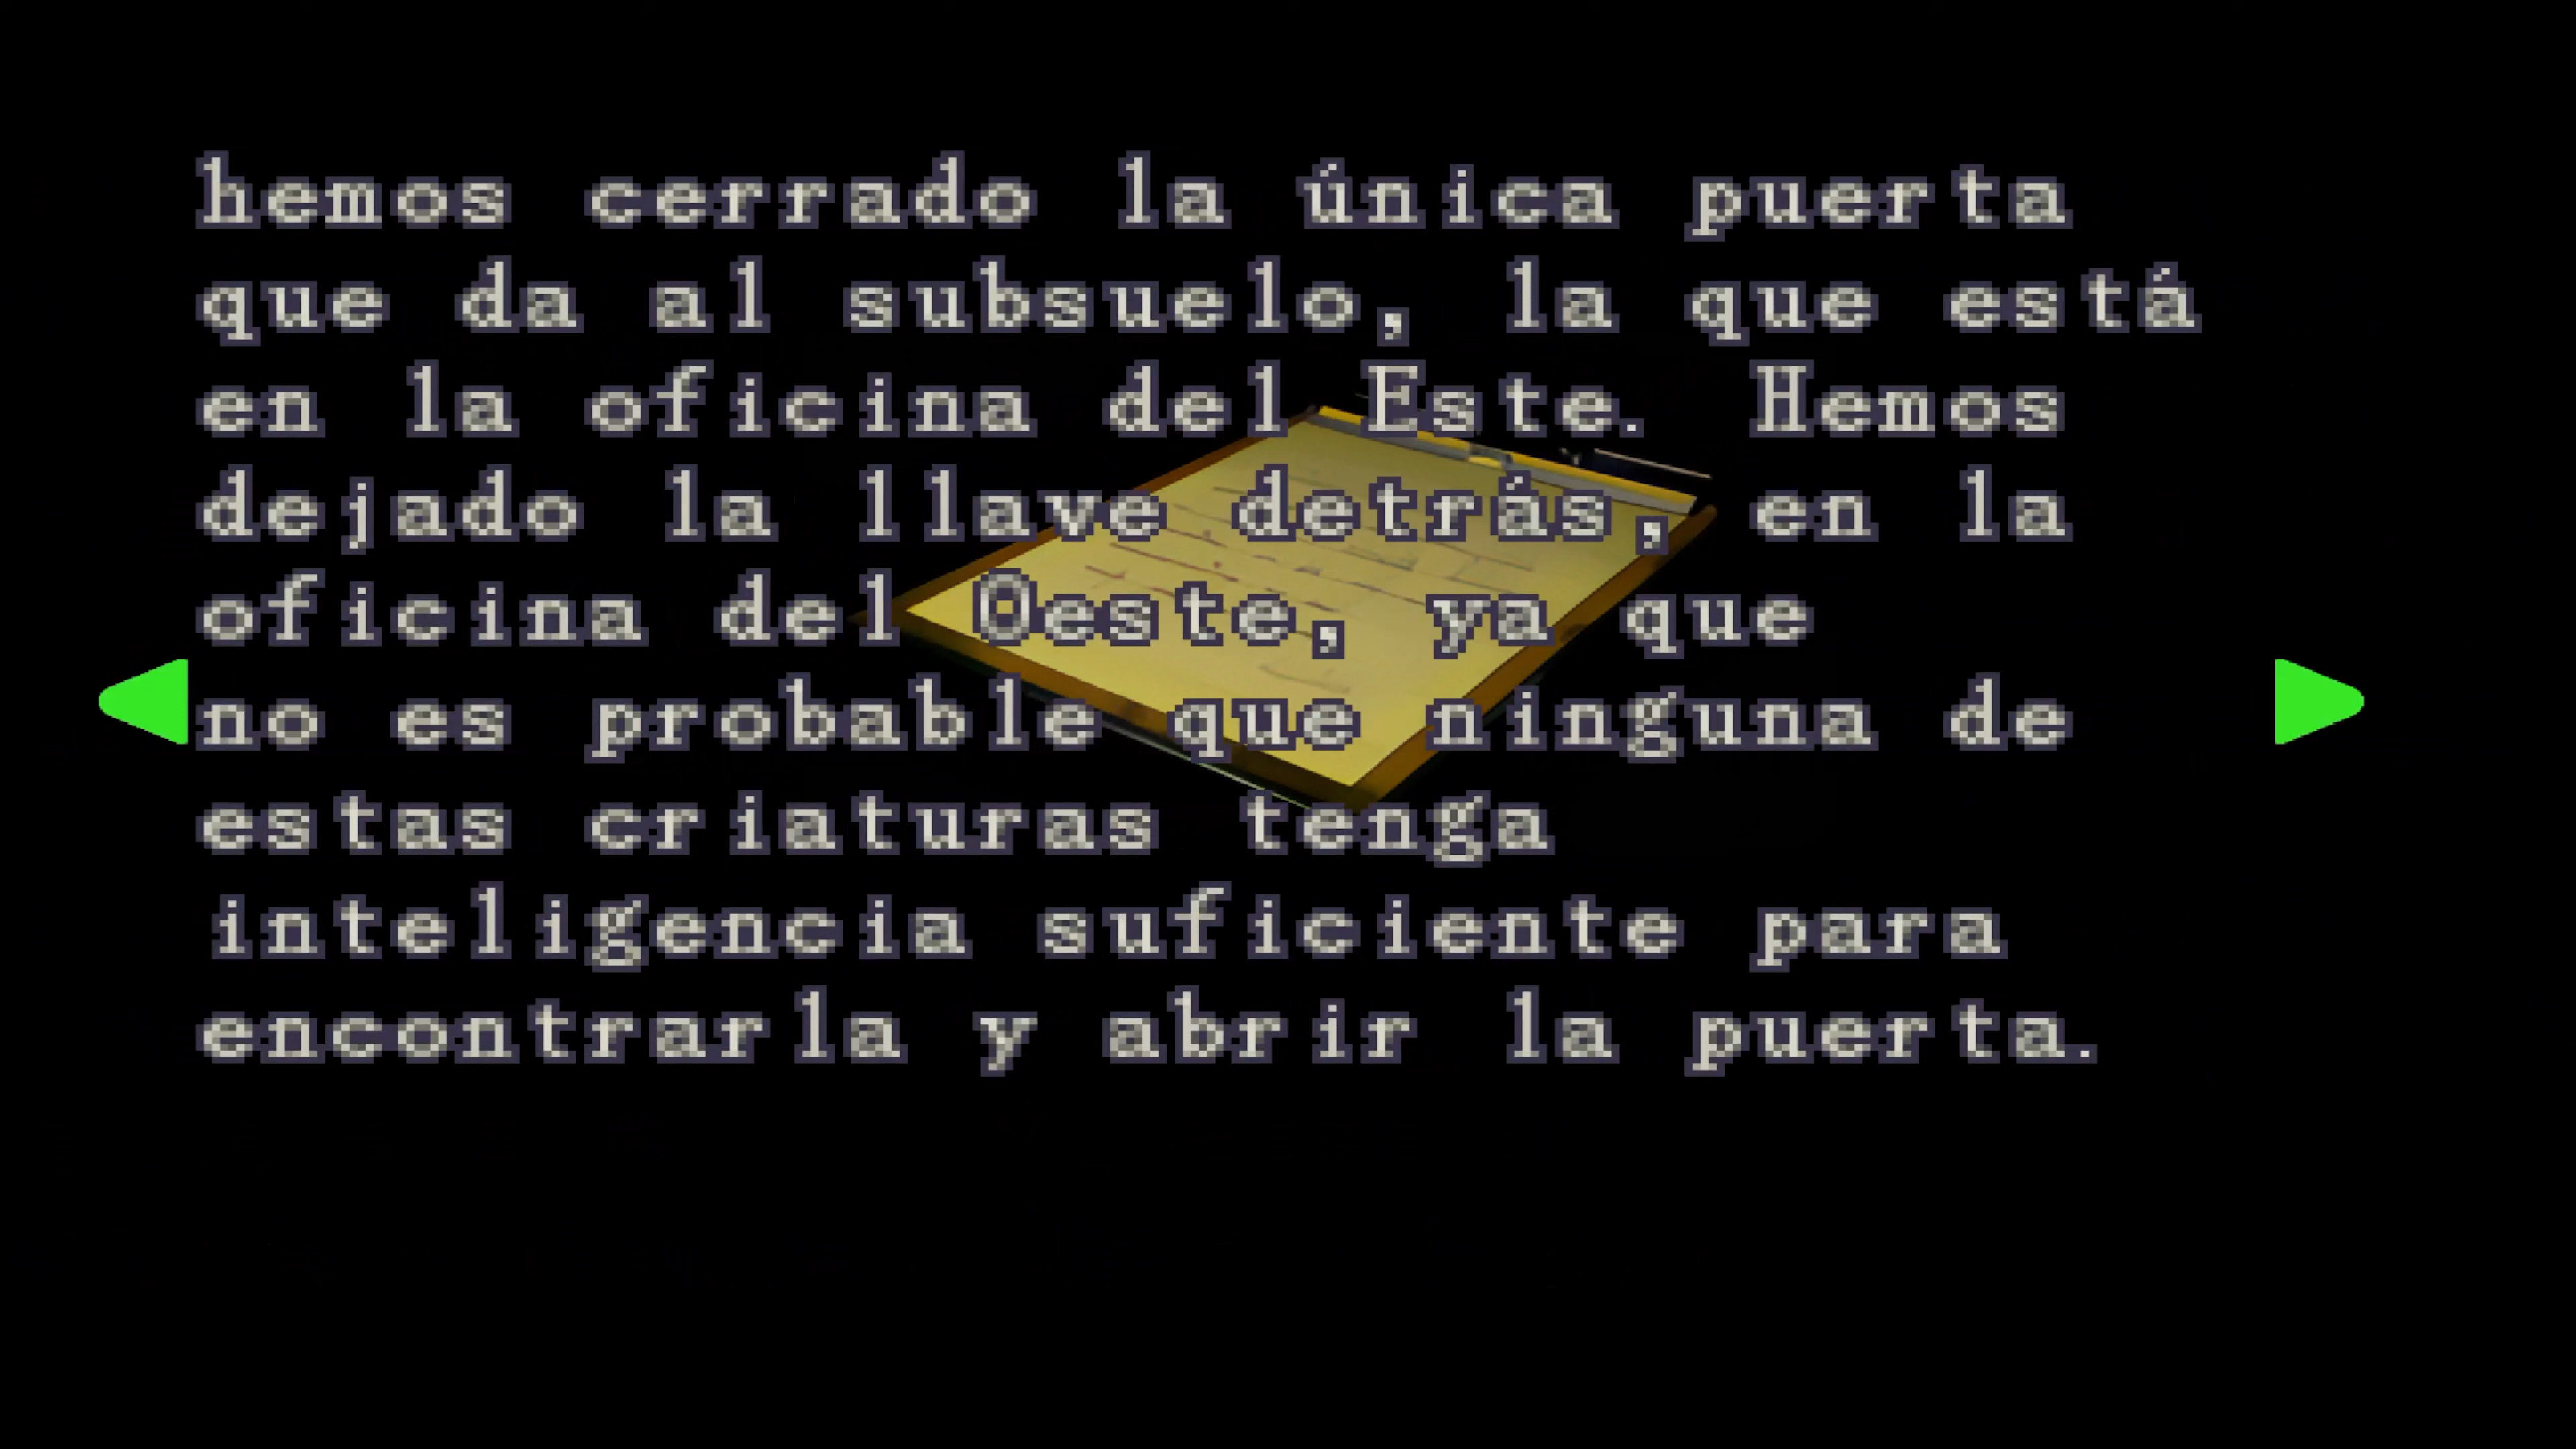 hemos cerrado la única puerta
que da al subsuelo, la que está
en la oficina del Este. Hemos
dejado la llave detrás, en la
oficina del Oeste, ya que
no es probable que ninguna de
estas criaturas tenga
inteligencia suficiente para
encontrarla y abrir la puerta.